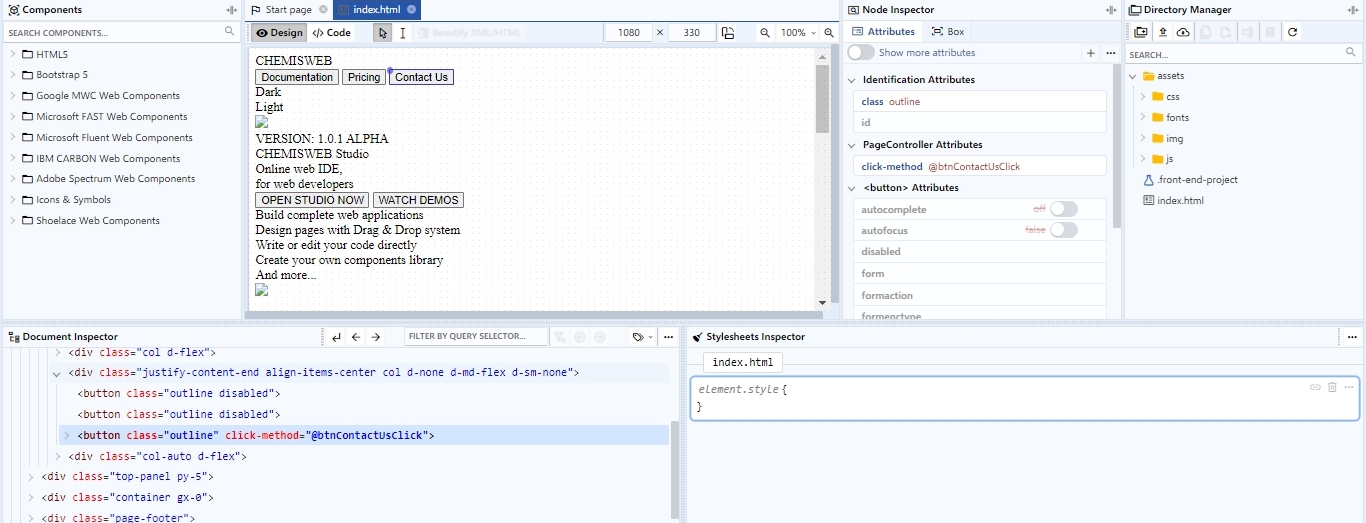 Components
SEARCH COMPONENTS...
HTML5
Bootstrap 5
Google MWC Web Components
Microsoft FAST Web Components
Microsoft Fluent Web Components
IBM CARBON Web Components
Adobe Spectrum Web Components
Icons & Symbols
Shoelace Web Components
Start page
index.html
Design
</> Code
Beautify XML/HTML
1080 × 330
100%
CHEMISWEB
Documentation Pricing Contact Us
Dark
Light
VERSION: 1.0.1 ALPHA
CHEMISWEB Studio
Online web IDE,
for web developers
OPEN STUDIO NOW WATCH DEMOS
Build complete web applications
Design pages with Drag & Drop system
Write or edit your code directly
Create your own components library
And more...
Node Inspector
Attributes Box
Show more attributes
Identification Attributes
class outline
id
PageController Attributes
click-method @btnContactUsClick
<button> Attributes
autocomplete off
autofocus false
disabled
form
formaction
formenctype
Directory Manager
SEARCH...
assets
css
fonts
img
js
.front-end-project
index.html
Document Inspector
FILTER BY QUERY SELECTOR...
<div class="col d-flex">
<div class="justify-content-end align-items-center col d-none d-md-flex d-sm-none">
<button class="outline disabled">
<button class="outline disabled">
<button class="outline" click-method="@btnContactUsClick">
<div class="col-auto d-flex">
<div class="top-panel py-5">
<div class="container gx-0">
<div class="page-footer">
Stylesheets Inspector
index.html
element.style {
}